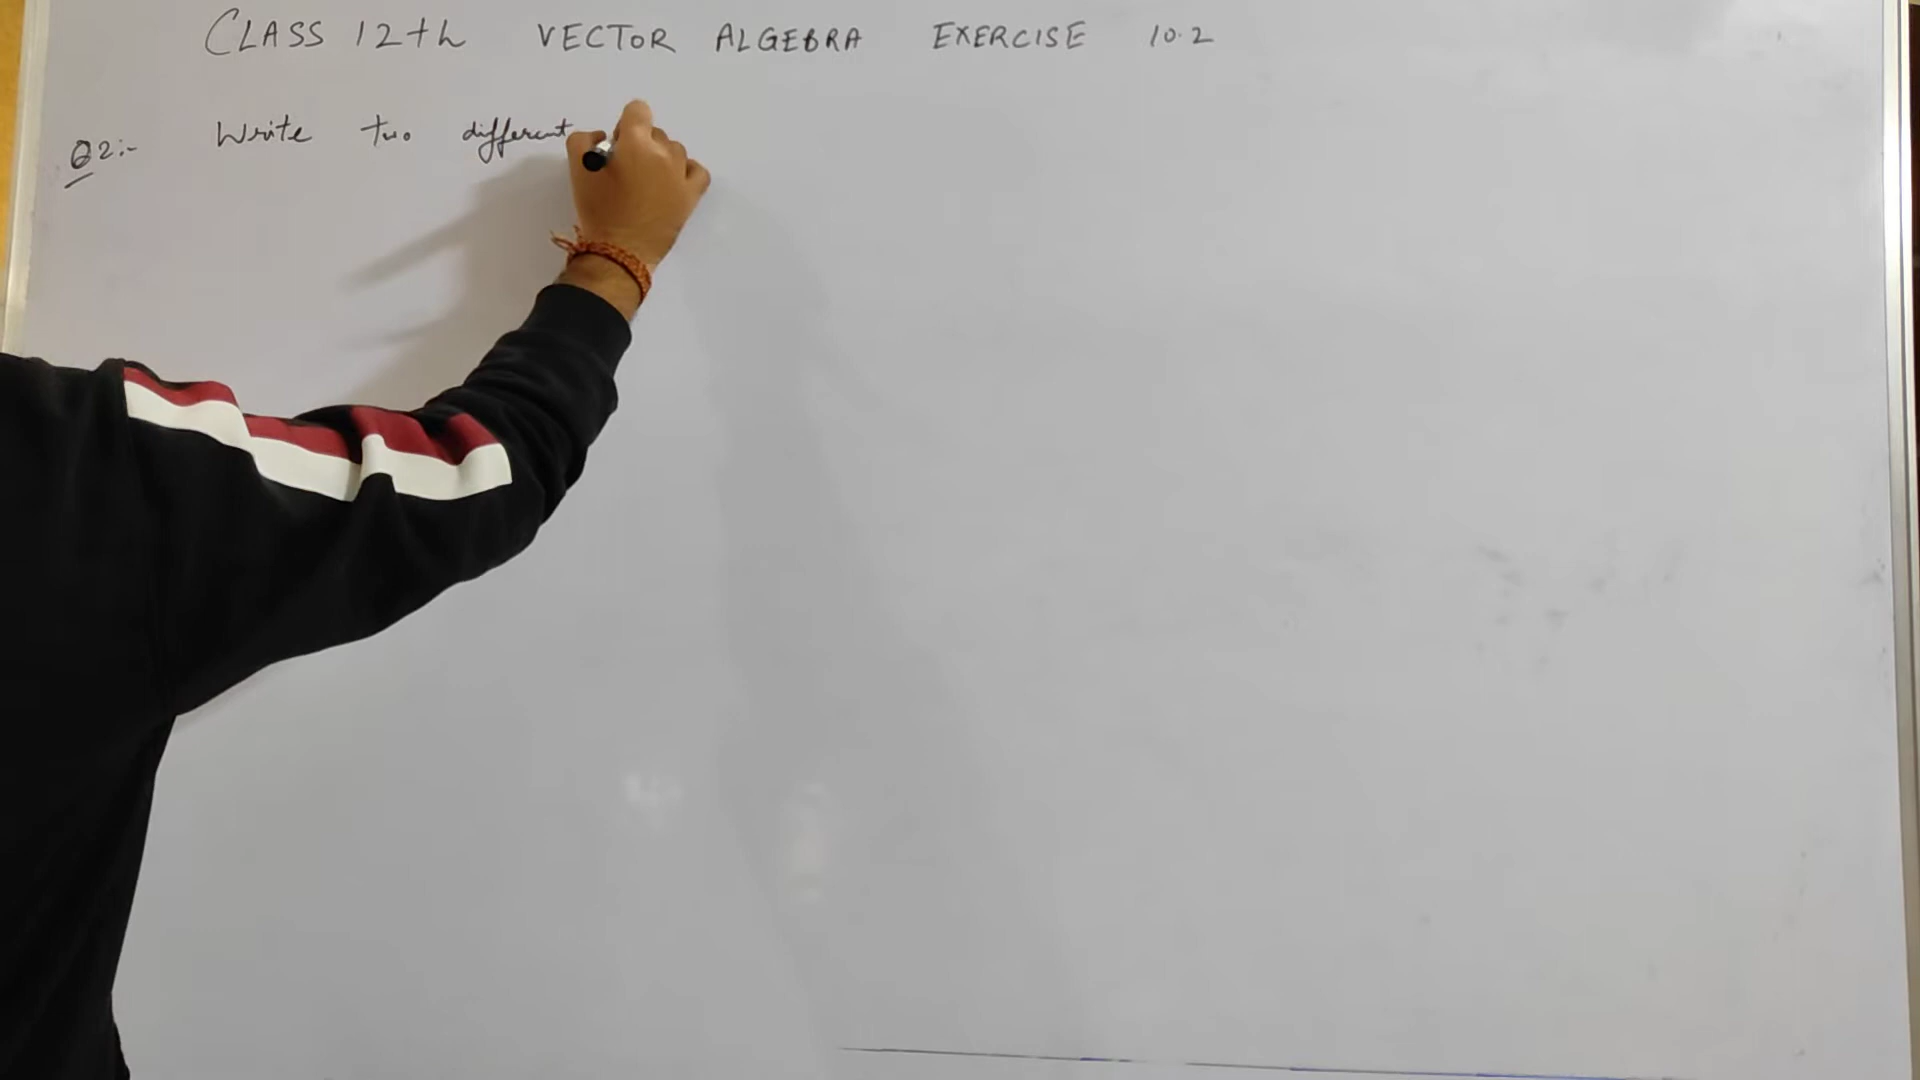 CLASS 12th VECTOR ALGEBRA EXERCISE 10.2
Q2:- Write two different